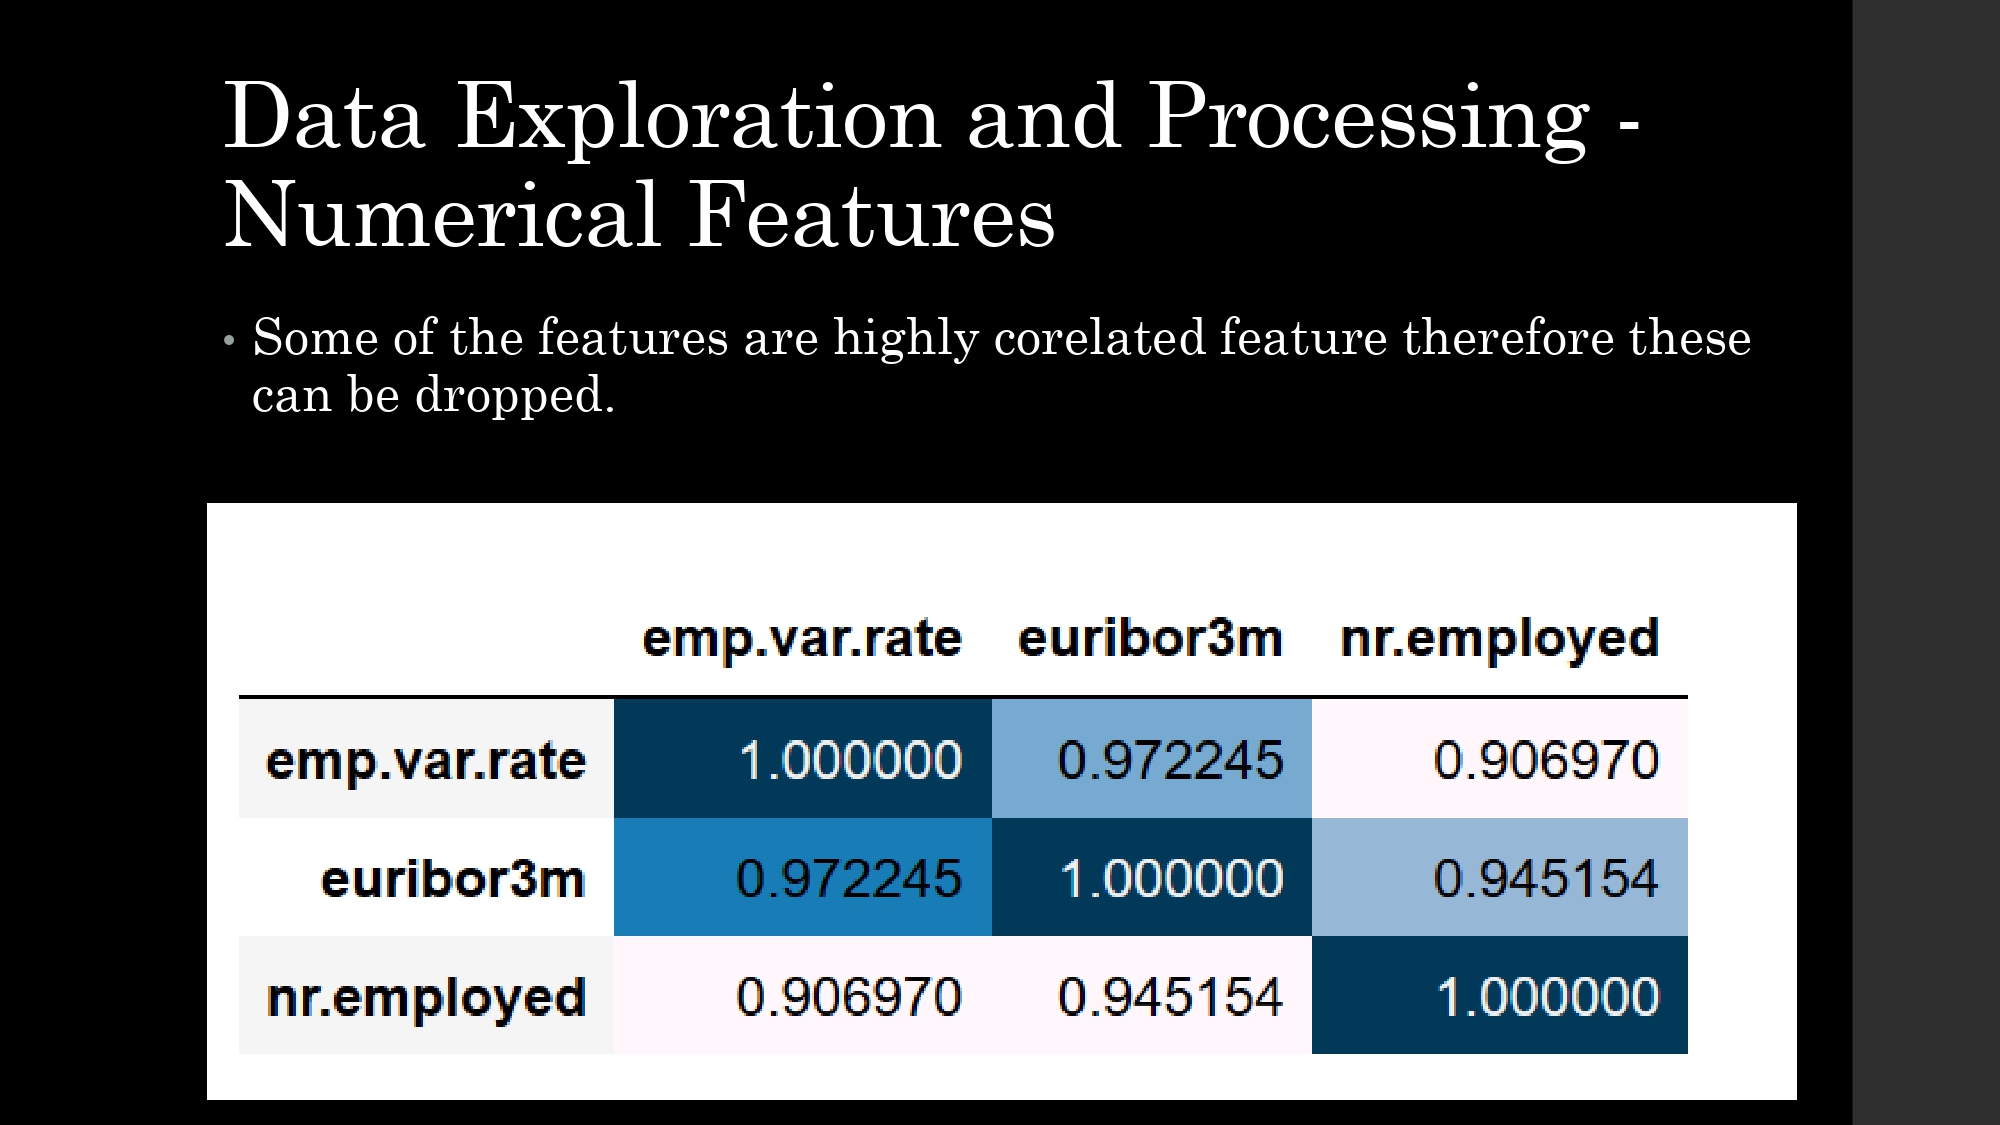 Data Exploration and Processing -
Numerical Features
• Some of the features are highly corelated feature therefore these
can be dropped.
emp.var.rate euribor3m nr.employed
emp.var.rate 1.000000 0.972245 0.906970
euribor3m 0.972245 1.000000 0.945154
nr.employed 0.906970 0.945154 1.000000